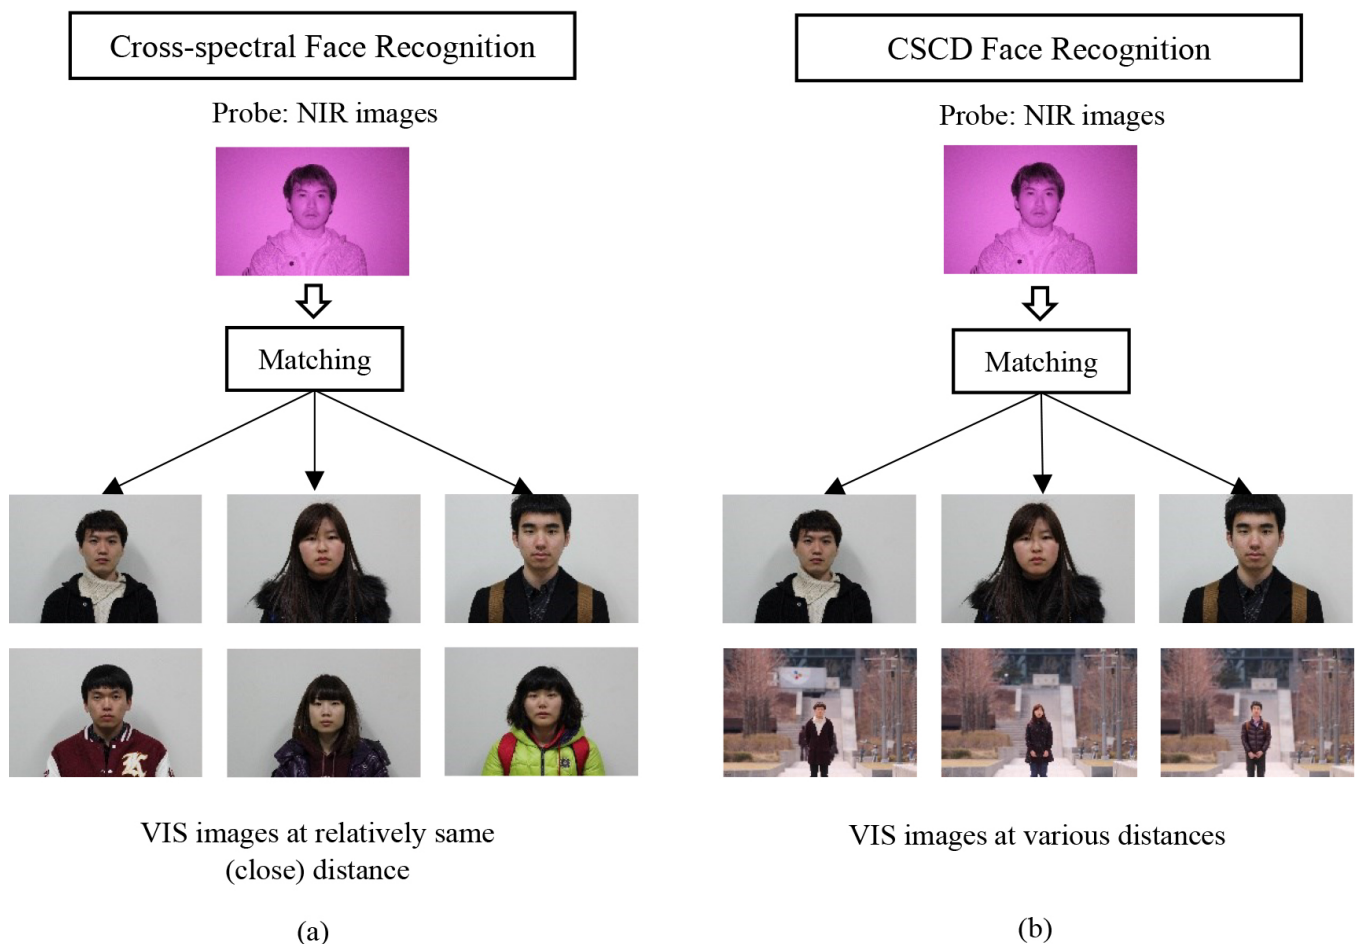 Cross-spectral Face Recognition
Probe: NIR images
Matching
VIS images at relatively same
(close) distance
(a)
CSCD Face Recognition
Probe: NIR images
Matching
VIS images at various distances
(b)